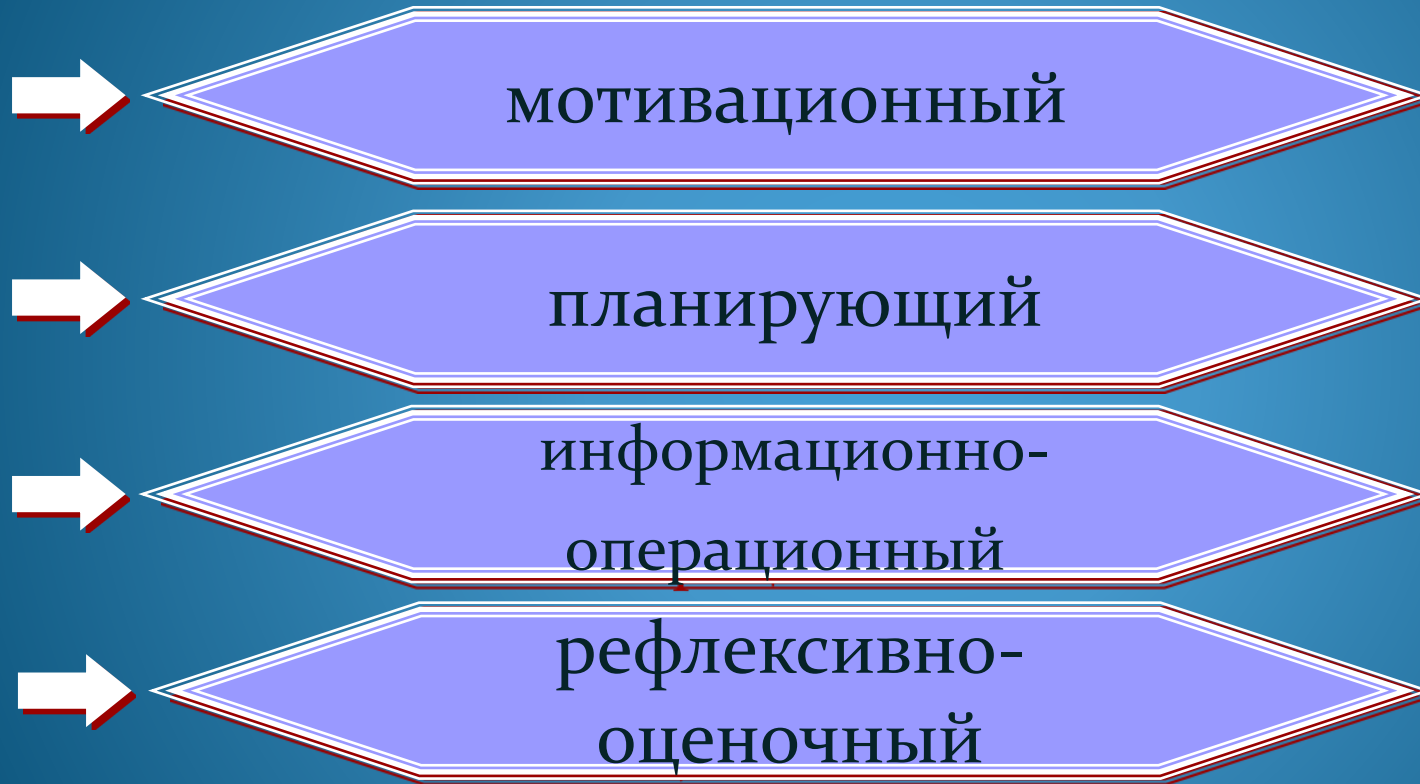 мотивационный
планирующий
информационно-
операционный
рефлексивно-
оценочный